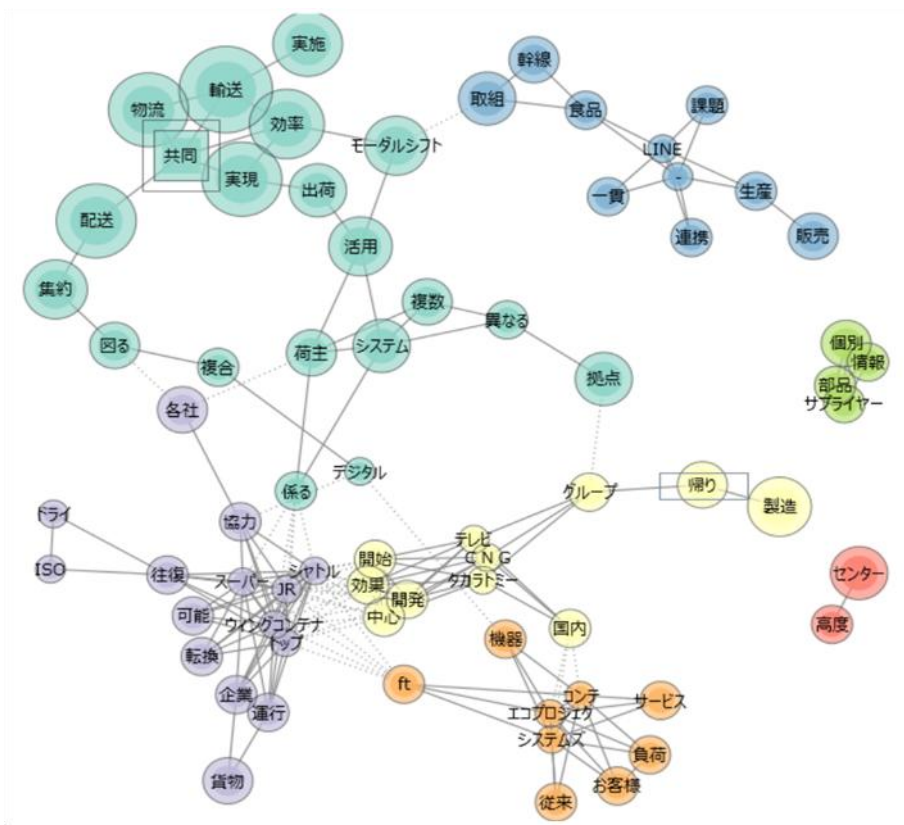 実施
幹線
輸送
取組
物流
食品
課題
効率
モーダルシフト
LINE
共同
-
実現
出荷
一貫
生産
配送
連携
販売
活用
集約
複数
異なる
図る
複合
荷主
システム
拠点
個別
情報
部品
サプライヤー
各社
デジタル
係る
グループ
帰り
製造
ドライ
協力
テレビ
CNG
開始
ISO
往復
スーパー
シャトル
JR
効果
タカラトミー
開発
センター
可能
ウイングコンテナ
トップ
中心
国内
高度
機器
転換
ft
企業
運行
コンテ
エコプロジェク
サービス
システムズ
負荷
貨物
お客様
従来